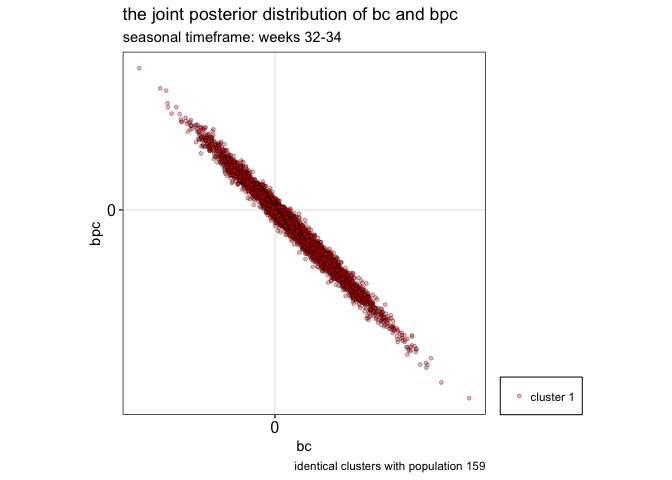 the joint posterior distribution of bc and bpc
seasonal timeframe: weeks 32-34
0
bpc
cluster 1
0
bc
identical clusters with population 159